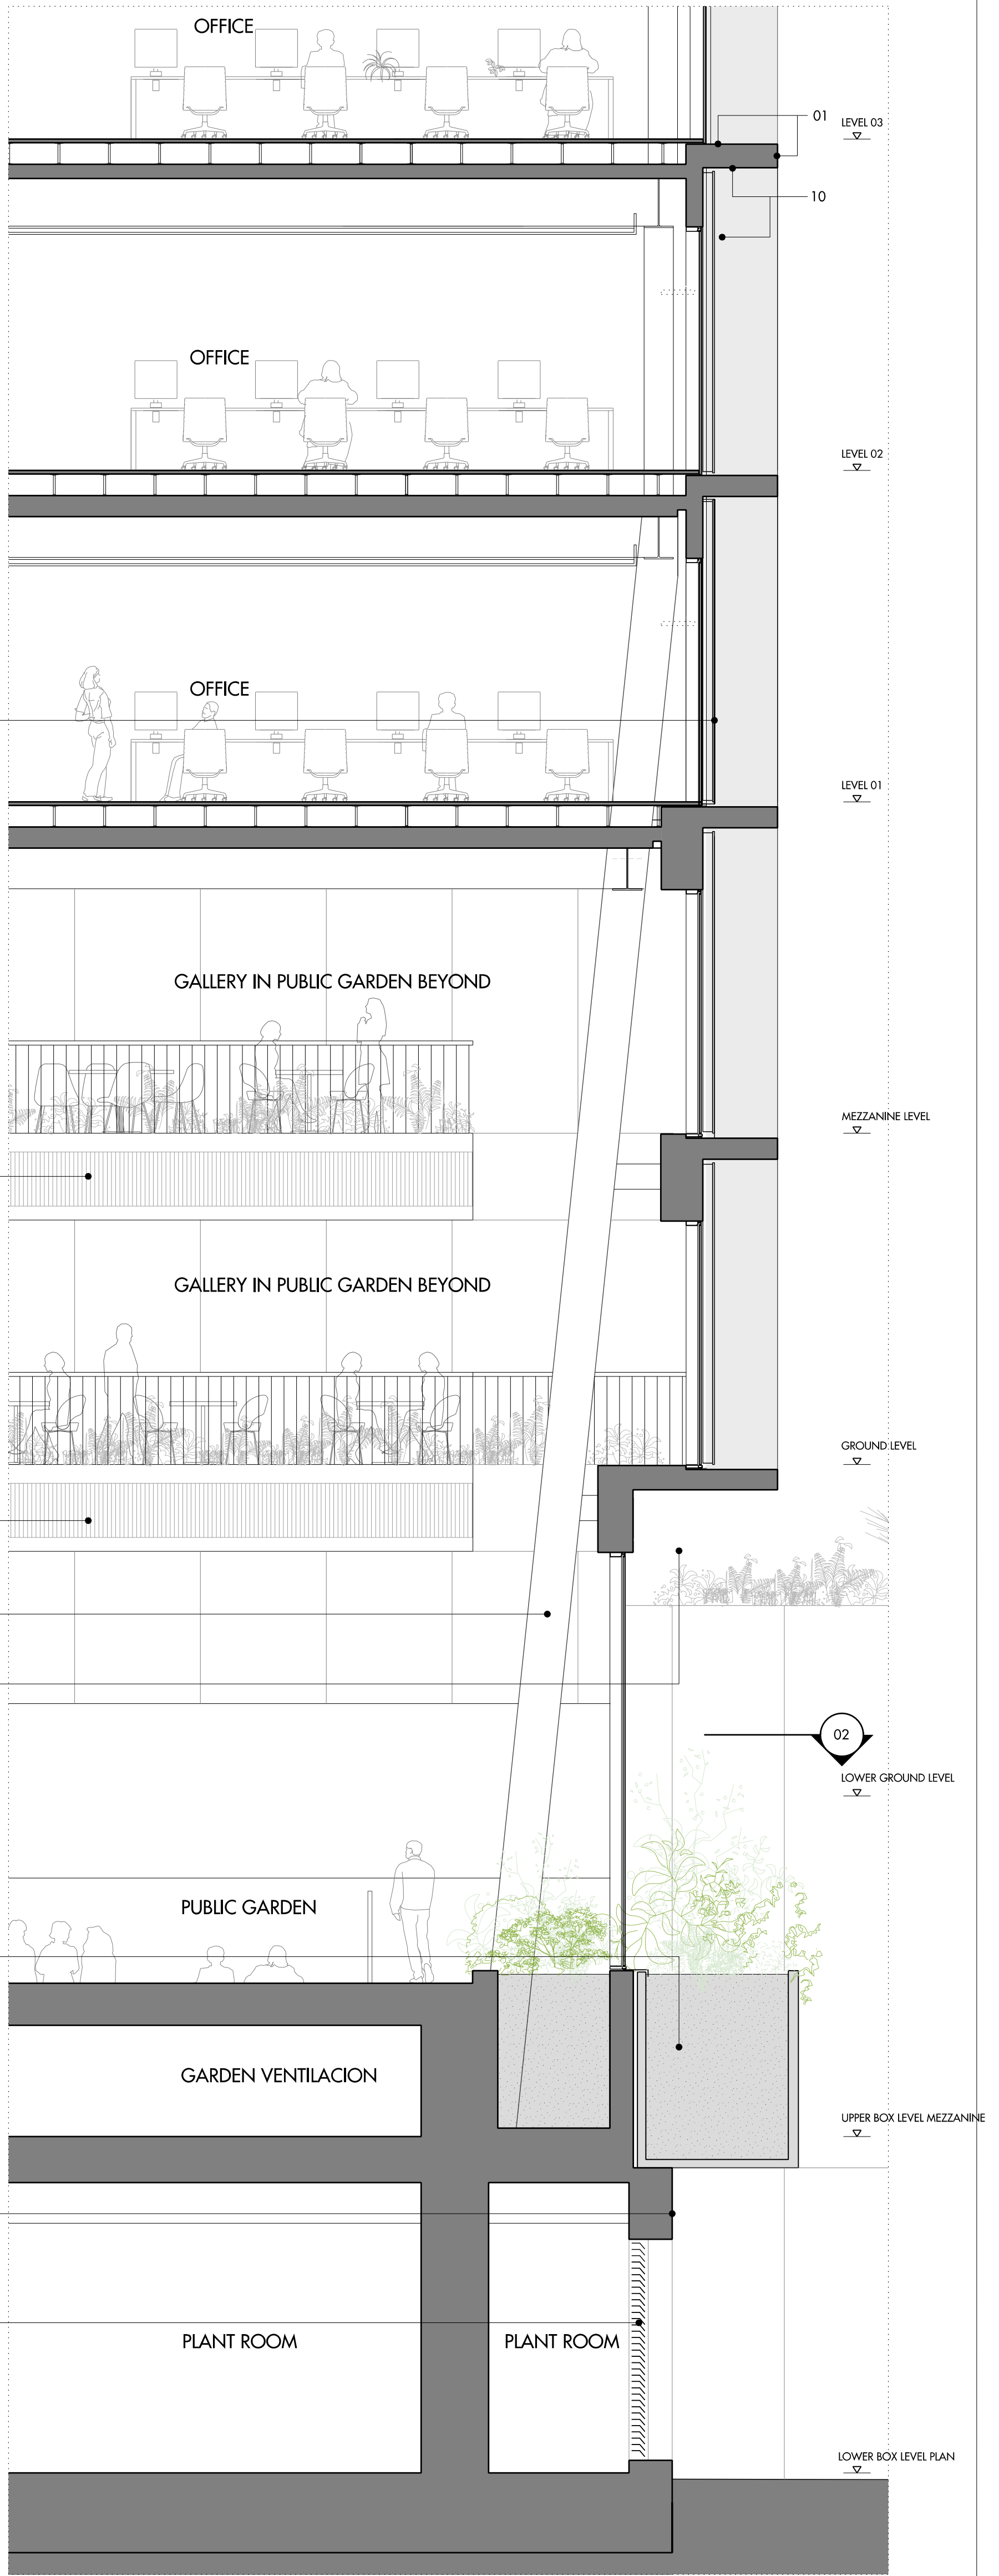 OFFICE
01
LEVEL 03
10
OFFICE
LEVEL 02
OFFICE
LEVEL 01
GALLERY IN PUBLIC GARDEN BEYOND
MEZZANINE LEVEL
GALLERY IN PUBLIC GARDEN BEYOND
GROUND LEVEL
02
LOWER GROUND LEVEL
PUBLIC GARDEN
GARDEN VENTILACION
UPPER BOX LEVEL MEZZANINE
PLANT ROOM
PLANT ROOM
LOWER BOX LEVEL PLAN